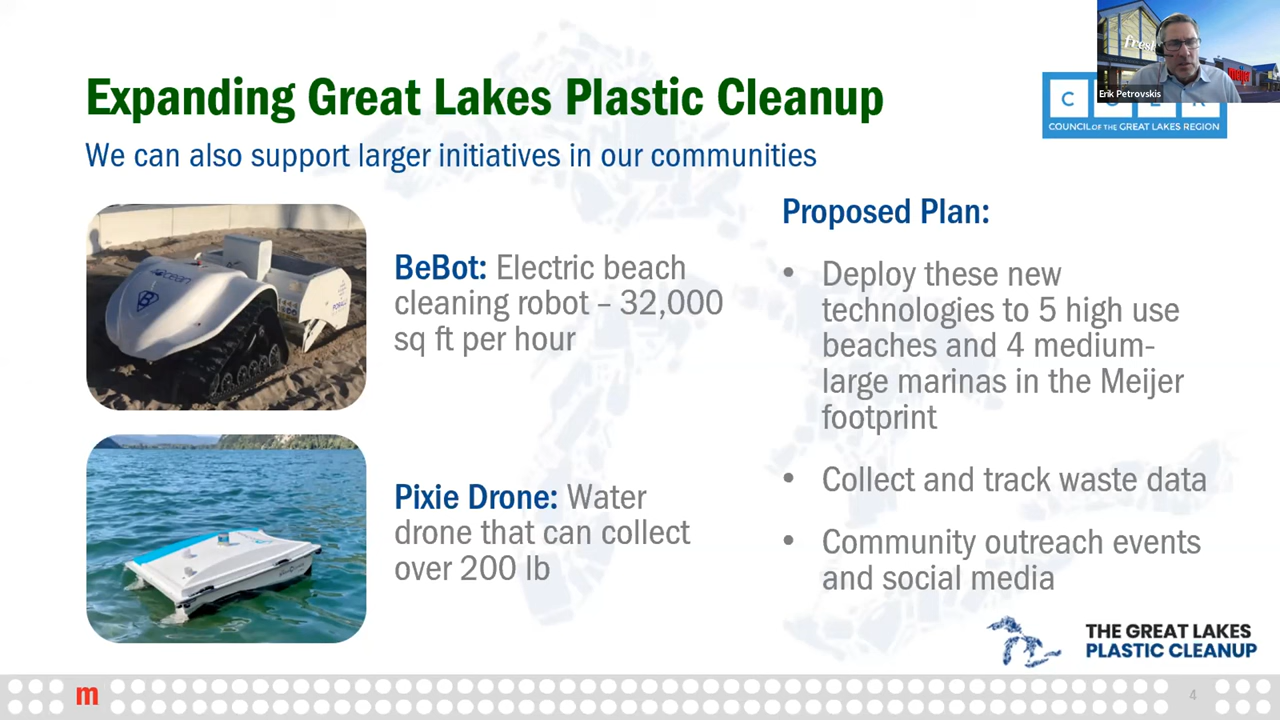 Expanding Great Lakes Plastic Cleanup
We can also support larger initiatives in our communities
fresh
meijer
Erik Petrovskis
COUNCIL OF THE GREAT LAKES REGION
BeBot: Electric beach
cleaning robot – 32,000
sq ft per hour
Pixie Drone: Water
drone that can collect
over 200 lb
Proposed Plan:
• Deploy these new
technologies to 5 high use
beaches and 4 medium-
large marinas in the Meijer
footprint
• Collect and track waste data
• Community outreach events
and social media
THE GREAT LAKES
PLASTIC CLEANUP
m
4